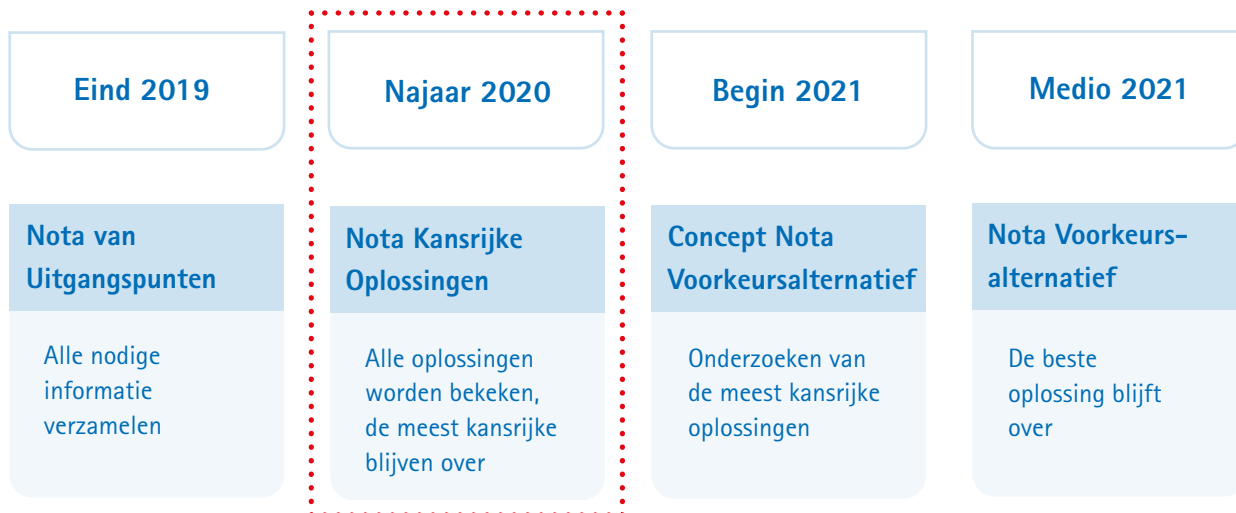 Eind 2019
Najaar 2020
Begin 2021
Medio 2021
Nota van
Uitgangspunten
Alle nodige
informatie
verzamelen
Nota Kansrijke
Oplossingen
Alle oplossingen
worden bekeken,
de meest kansrijke
blijven over
Concept Nota
Voorkeursalternatief
Onderzoeken van
de meest kansrijke
oplossingen
Nota Voorkeurs-
alternatief
De beste
oplossing blijft
over